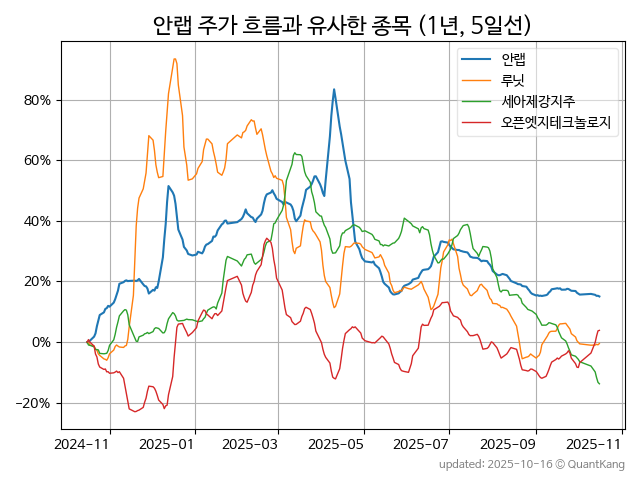 안랩 주가 흐름과 유사한 종목 (1년, 5일선)
안랩
루닛
세아제강지주
오픈엣지테크놀로지
80%
60%
40%
20%
0%
−20%
2024-11
2025-01
2025-03
2025-05
2025-07
2025-09
2025-11
updated: 2025-10-16 © QuantKang